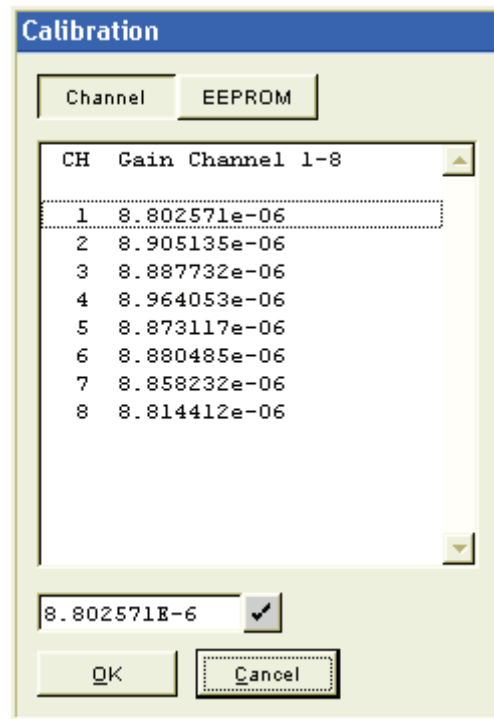 Calibration
Channel EEPROM
CH Gain Channel 1-8
1 8.802571e-06
2 8.905135e-06
3 8.887732e-06
4 8.964053e-06
5 8.873117e-06
6 8.880485e-06
7 8.858232e-06
8 8.814412e-06
8.802571E-6
OK Cancel